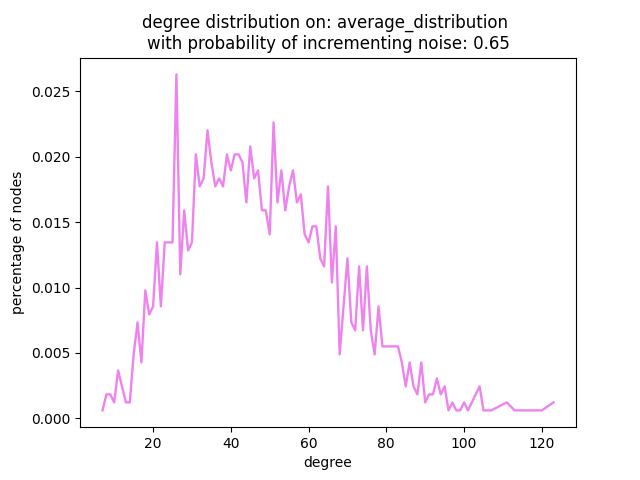 degree distribution on: average_distribution
with probability of incrementing noise: 0.65
0.025
0.020
0.015
0.010
0.005
0.000
percentage of nodes
20 40 60 80 100 120
degree